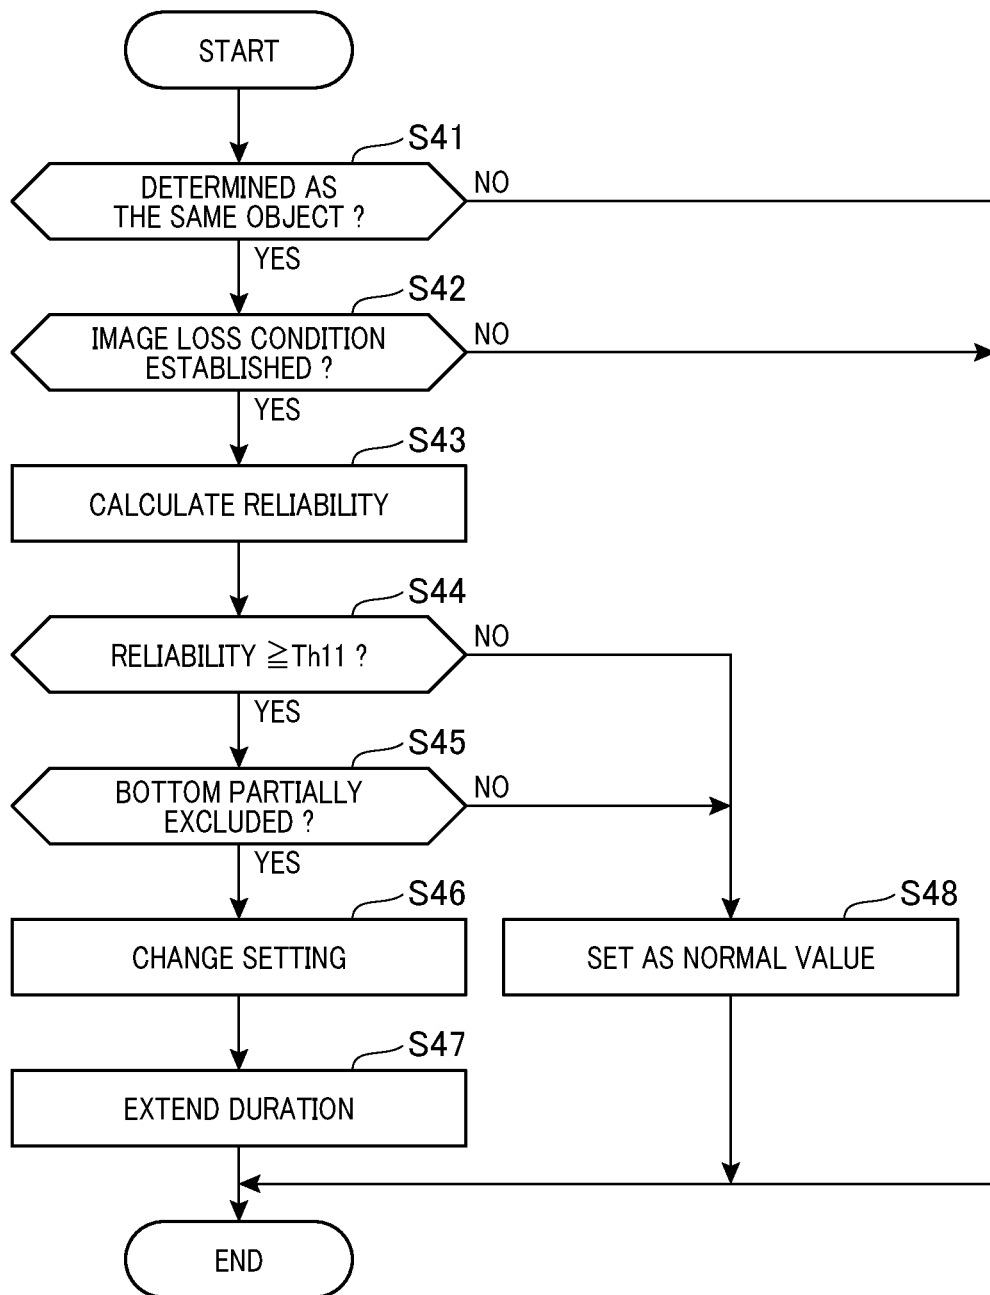 START
S41
DETERMINED AS
THE SAME OBJECT ?
NO
YES
S42
IMAGE LOSS CONDITION
ESTABLISHED ?
NO
YES
S43
CALCULATE RELIABILITY
S44
RELIABILITY ≧Th11 ?
NO
YES
S45
BOTTOM PARTIALLY
EXCLUDED ?
NO
YES
S46
CHANGE SETTING
S48
SET AS NORMAL VALUE
S47
EXTEND DURATION
END